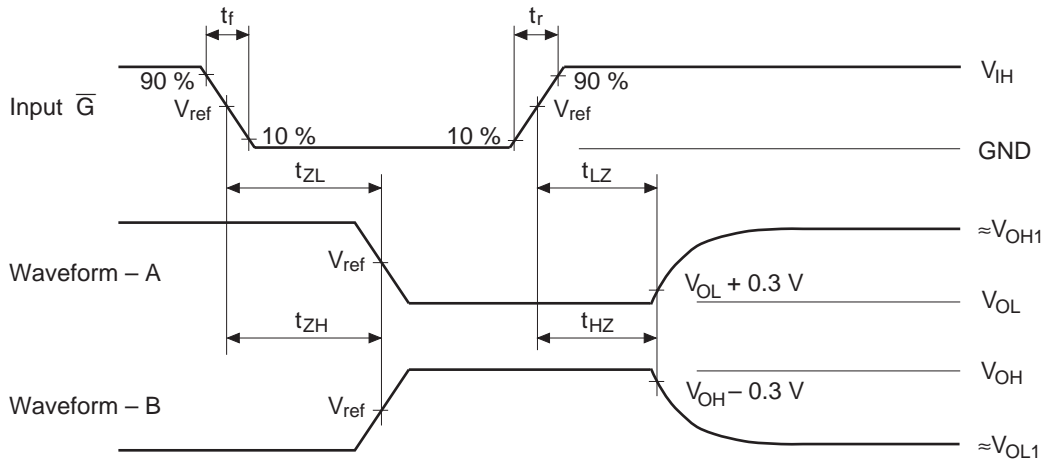 tf
tr
90 %
90 %
VIH
Input G
Vref
Vref
10 %
10 %
GND
tZL
tLZ
≈VOH1
Waveform – A
Vref
VOL + 0.3 V
VOL
tZH
tHZ
VOH
VOH – 0.3 V
Waveform – B
Vref
≈VOL1